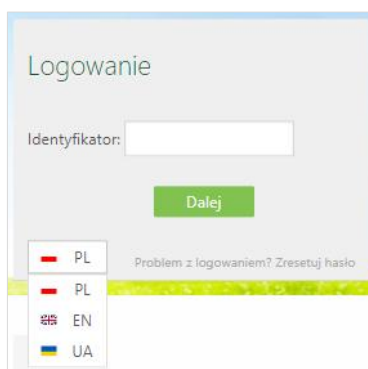 Logowanie
Identyfikator:
Dalej
PL
Problem z logowaniem? Zresetuj hasło
PL
EN
UA